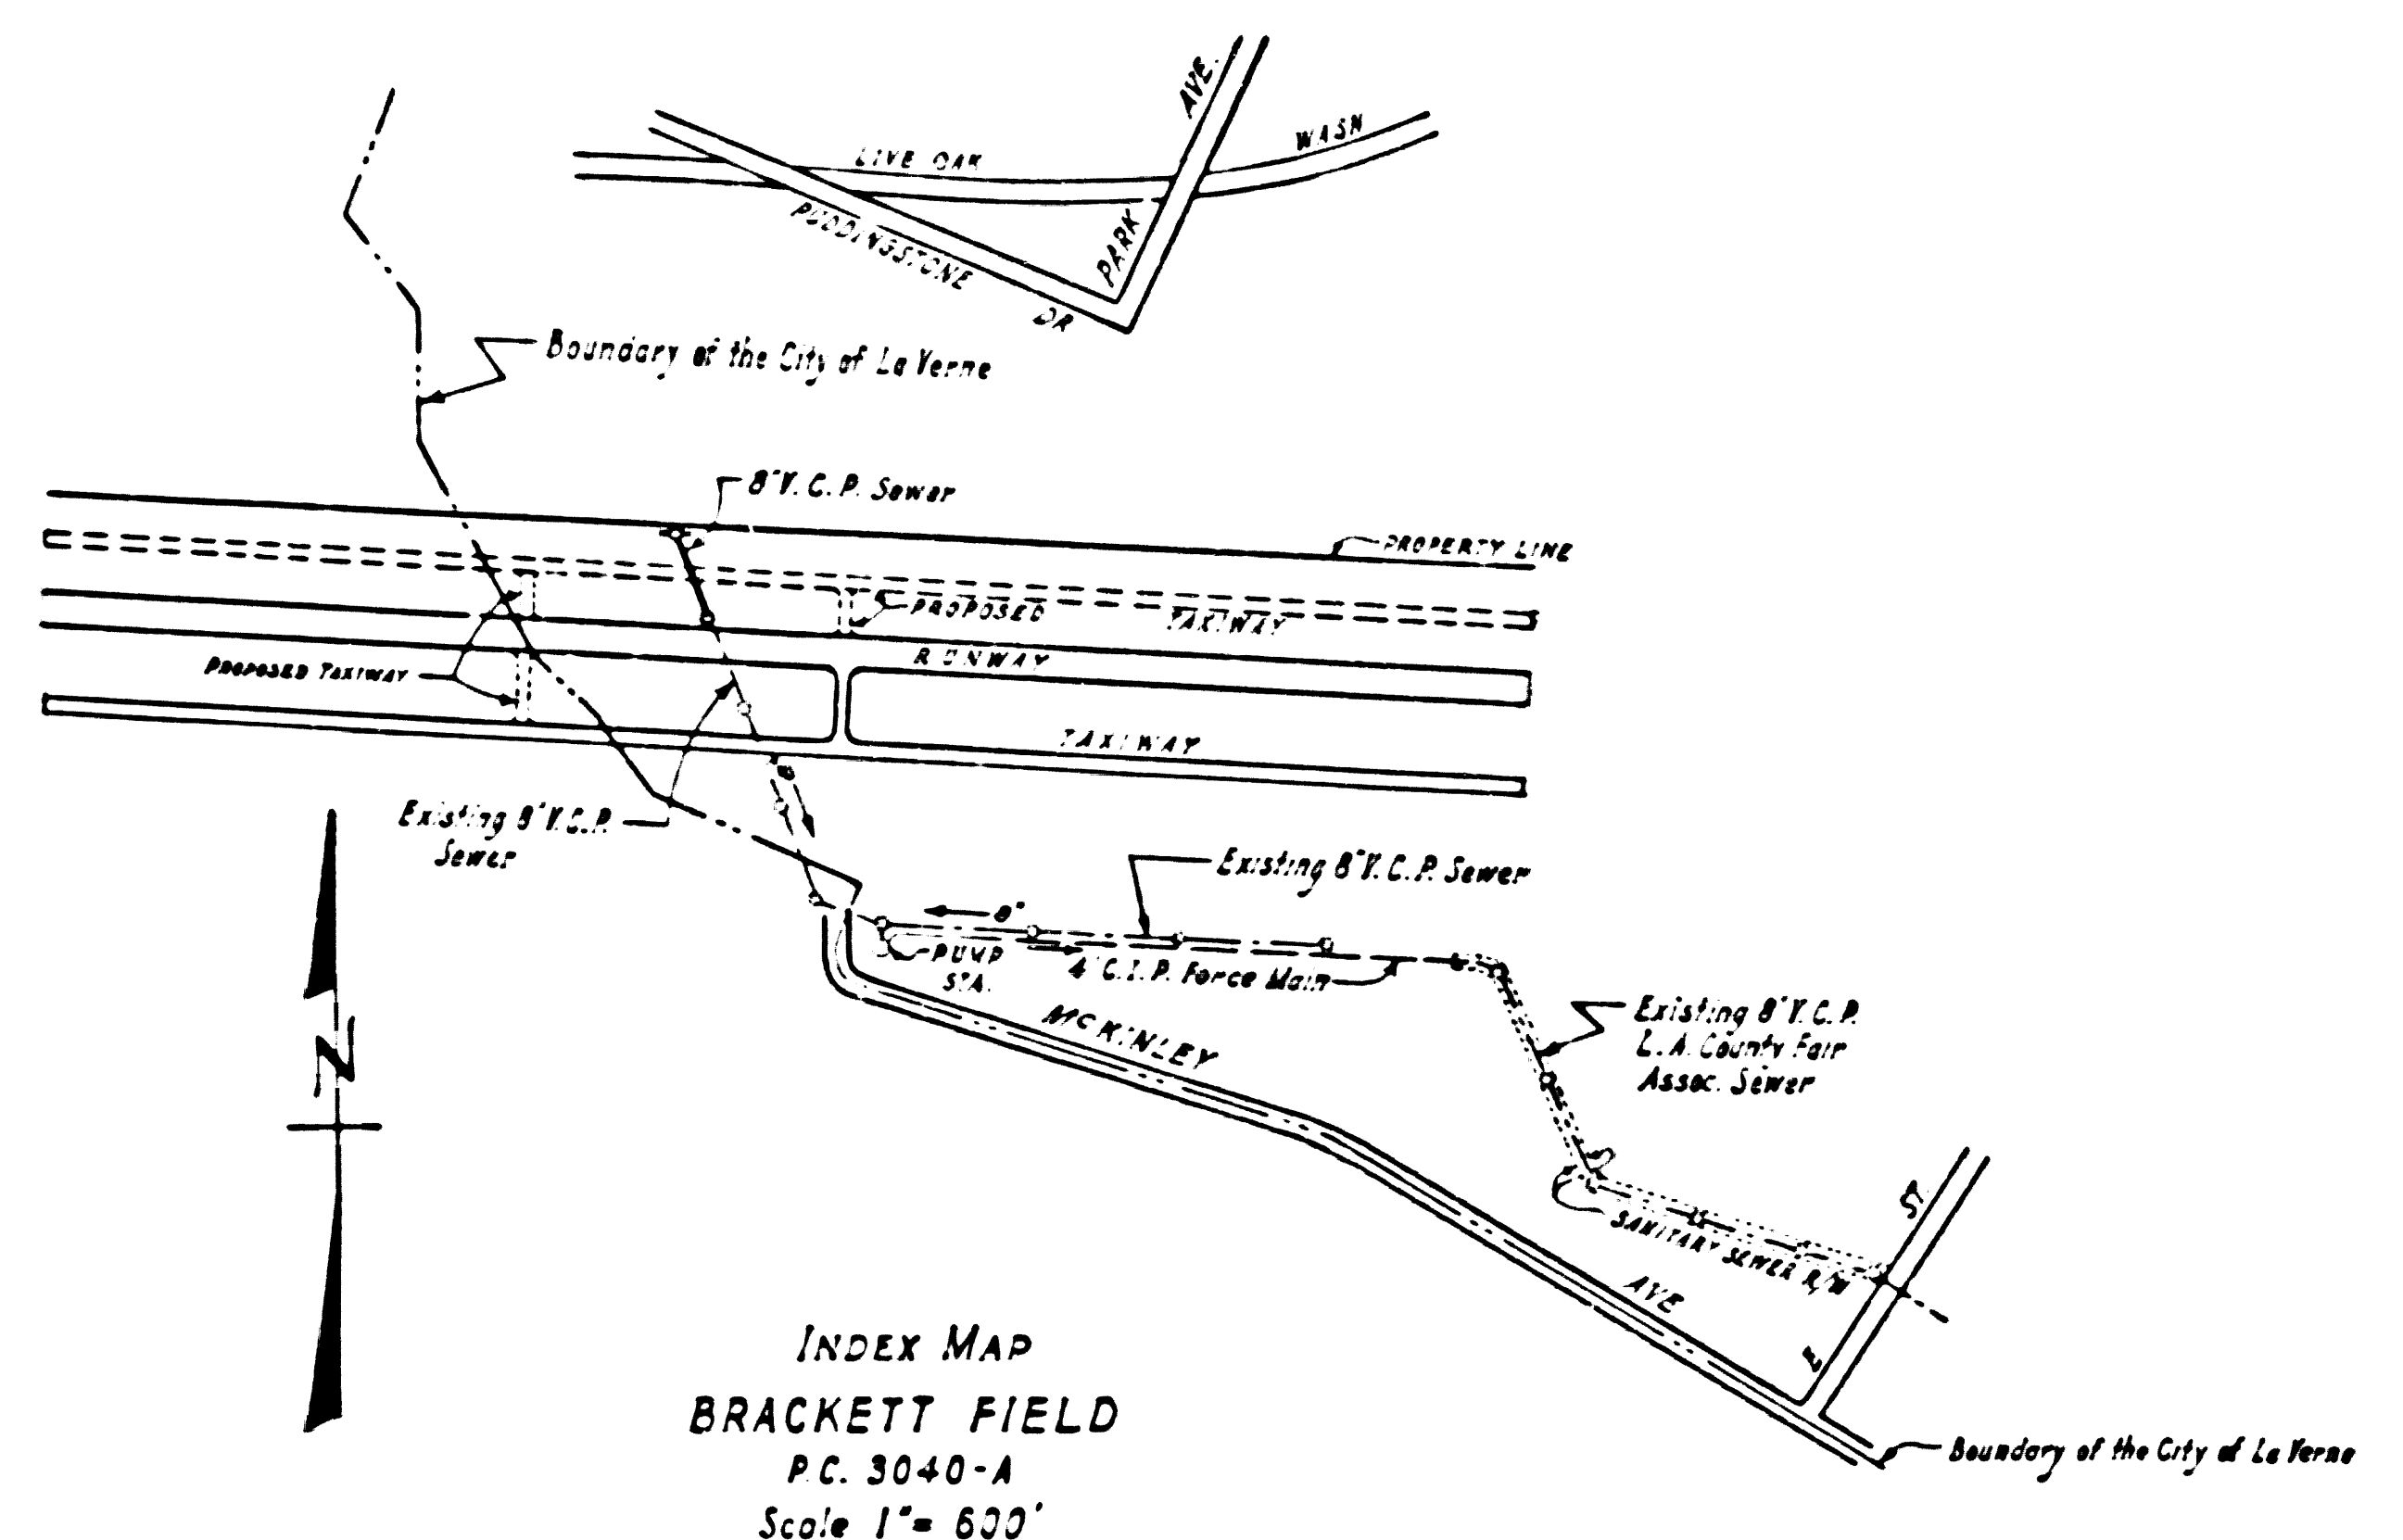 AVE.
WASH
LIVE OAK
PUDDINGSTONE
PARK
DR
Boundary of the City of La Verne
8" V. C. P. Sewer
PROPERTY LINE
PROPOSED TAXIWAY
PROPOSED TAXIWAY
RUNWAY
TAXIWAY
Existing 8" V.C.P.
Sewer
Existing 8" V. C. P. Sewer
8"
PUMP
STA.
4" C. I. P. Force Main
N
McKINLEY
Existing 8" V.C.P.
L.A. County Fair
Assoc. Sewer
ST.
SANITARY SEWER R/W
AVE
E
INDEX MAP
BRACKETT FIELD
P.C. 3040-A
Scale 1" = 600'
Boundary of the City of La Verne